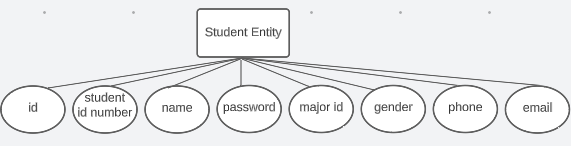 Student Entity
id
student
id number
name
password
major id
gender
phone
email